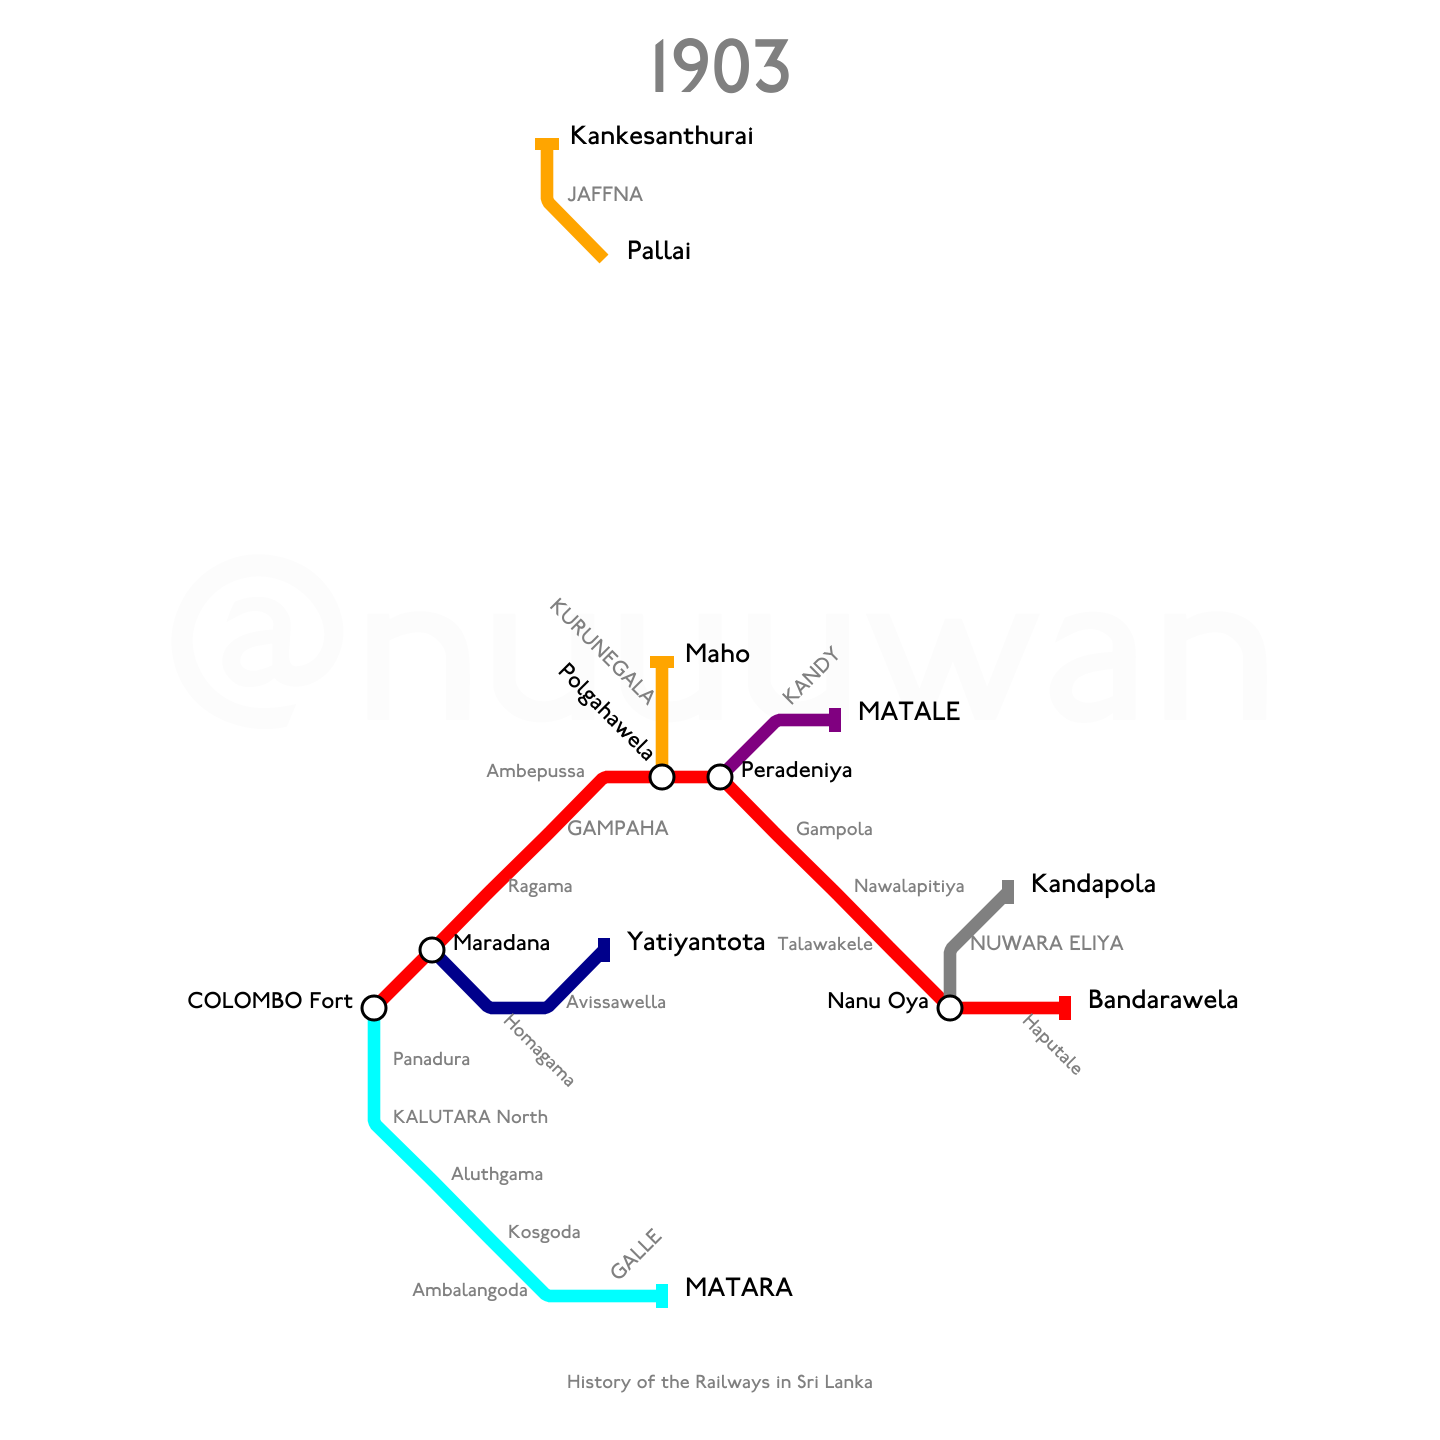 1903
Kankesanthurai
JAFFNA
Pallai
@nuuuwan
KURUNEGALA
Maho
KANDY
Polgahawela
MATALE
Ambepussa
Peradeniya
GAMPAHA
Gampola
Ragama
Nawalapitiya
Kandapola
Maradana
Yatiyantota
Talawakele
NUWARA ELIYA
COLOMBO Fort
Avissawella
Nanu Oya
Bandarawela
Homagama
Haputale
Panadura
KALUTARA North
Aluthgama
Kosgoda
GALLE
Ambalangoda
MATARA
History of the Railways in Sri Lanka